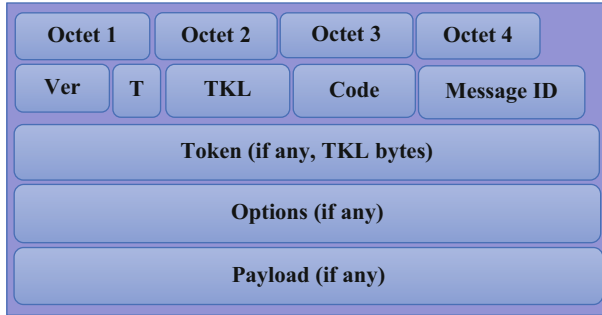 Octet 1 Octet 2 Octet 3 Octet 4
Ver T TKL Code Message ID
Token (if any, TKL bytes)
Options (if any)
Payload (if any)